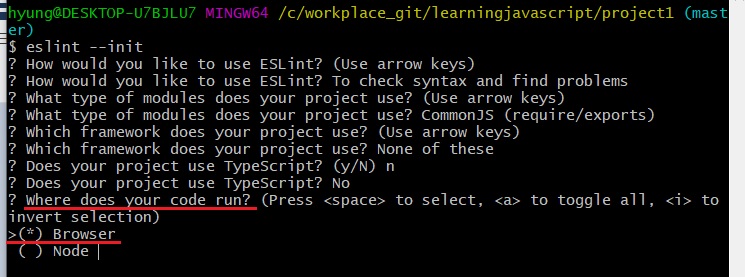 hyung@DESKTOP-U7BJLU7 MINGW64 /c/workplace_git/learningjavascript/project1 (mast
er)
$ eslint --init
? How would you like to use ESLint? (Use arrow keys)
? How would you like to use ESLint? To check syntax and find problems
? What type of modules does your project use? (Use arrow keys)
? What type of modules does your project use? CommonJS (require/exports)
? Which framework does your project use? (Use arrow keys)
? Which framework does your project use? None of these
? Does your project use TypeScript? (y/N) n
? Does your project use TypeScript? No
? Where does your code run? (Press <space> to select, <a> to toggle all, <i> to
invert selection)
>(*) Browser
( ) Node